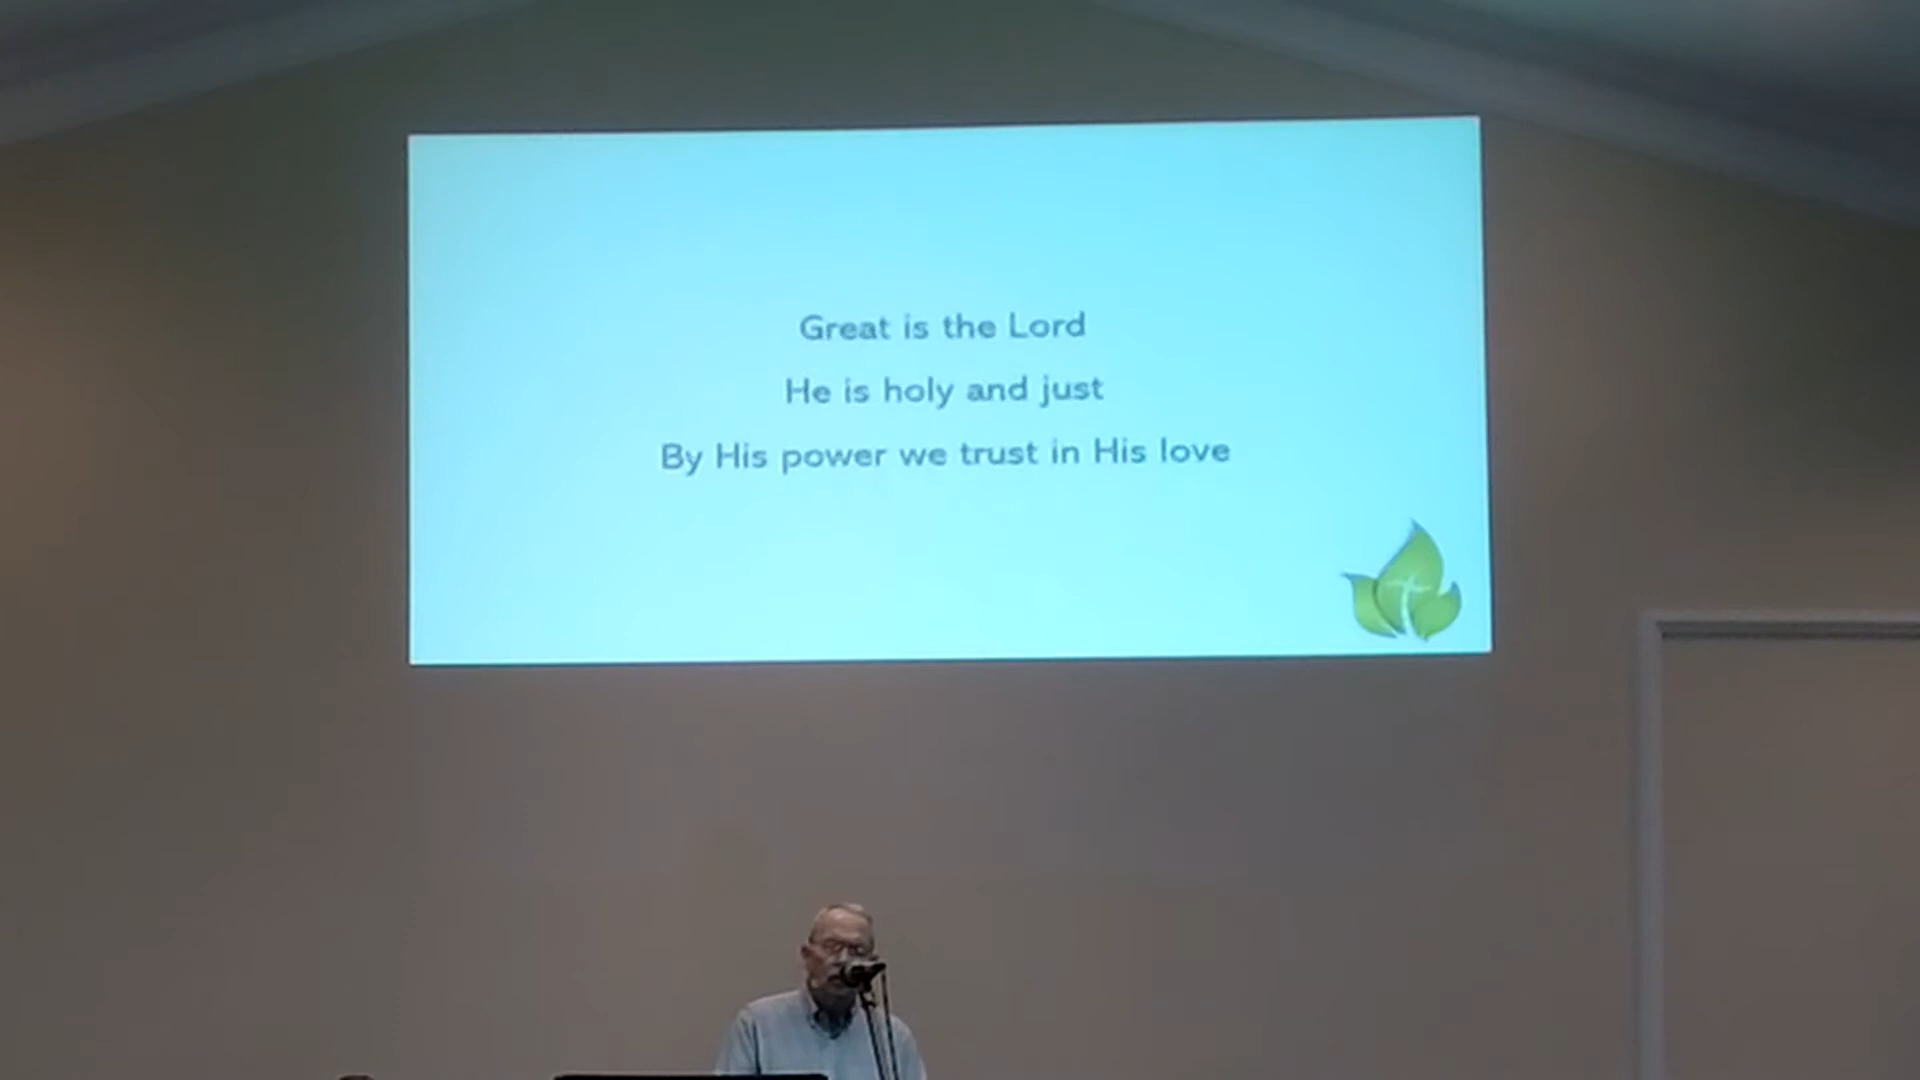 Great is the Lord
He is holy and just
By His power we trust in His love